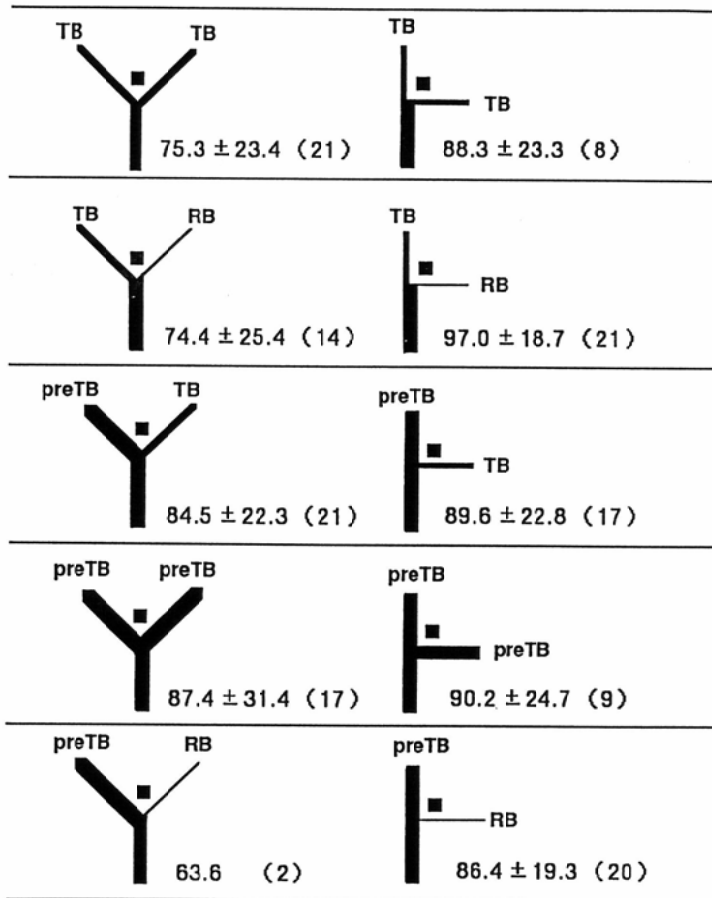 TB TB TB
TB
75.3 ± 23.4 (21) 88.3 ± 23.3 (8)
TB RB TB
RB
74.4 ± 25.4 (14) 97.0 ± 18.7 (21)
preTB TB preTB
TB
84.5 ± 22.3 (21) 89.6 ± 22.8 (17)
preTB preTB preTB
preTB
87.4 ± 31.4 (17) 90.2 ± 24.7 (9)
preTB RB preTB
RB
63.6 (2) 86.4 ± 19.3 (20)